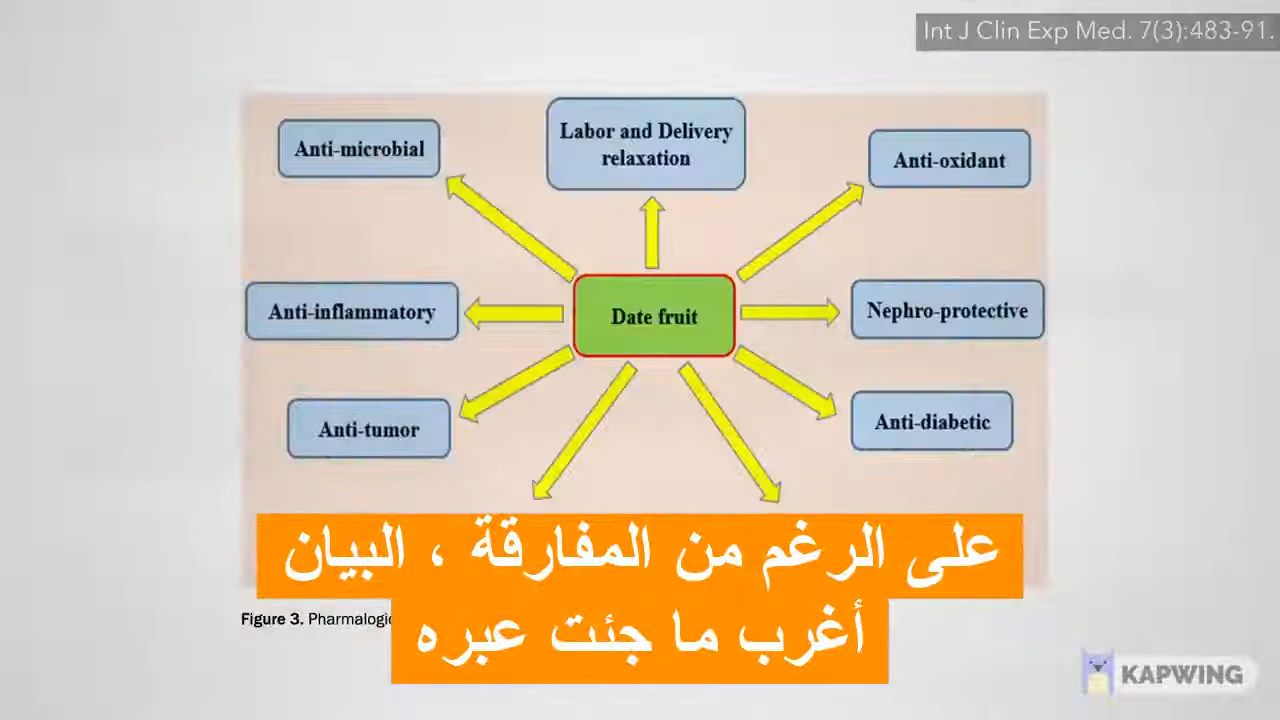 Int J Clin Exp Med. 7(3):483-91.
Labor and Delivery
relaxation
Anti-microbial
Anti-oxidant
Anti-inflammatory
Date fruit
Nephro-protective
Anti-tumor
Anti-diabetic
على الرغم من المفارقة ، البيان
أغرب ما جئت عبره
Figure 3.
KAPWING